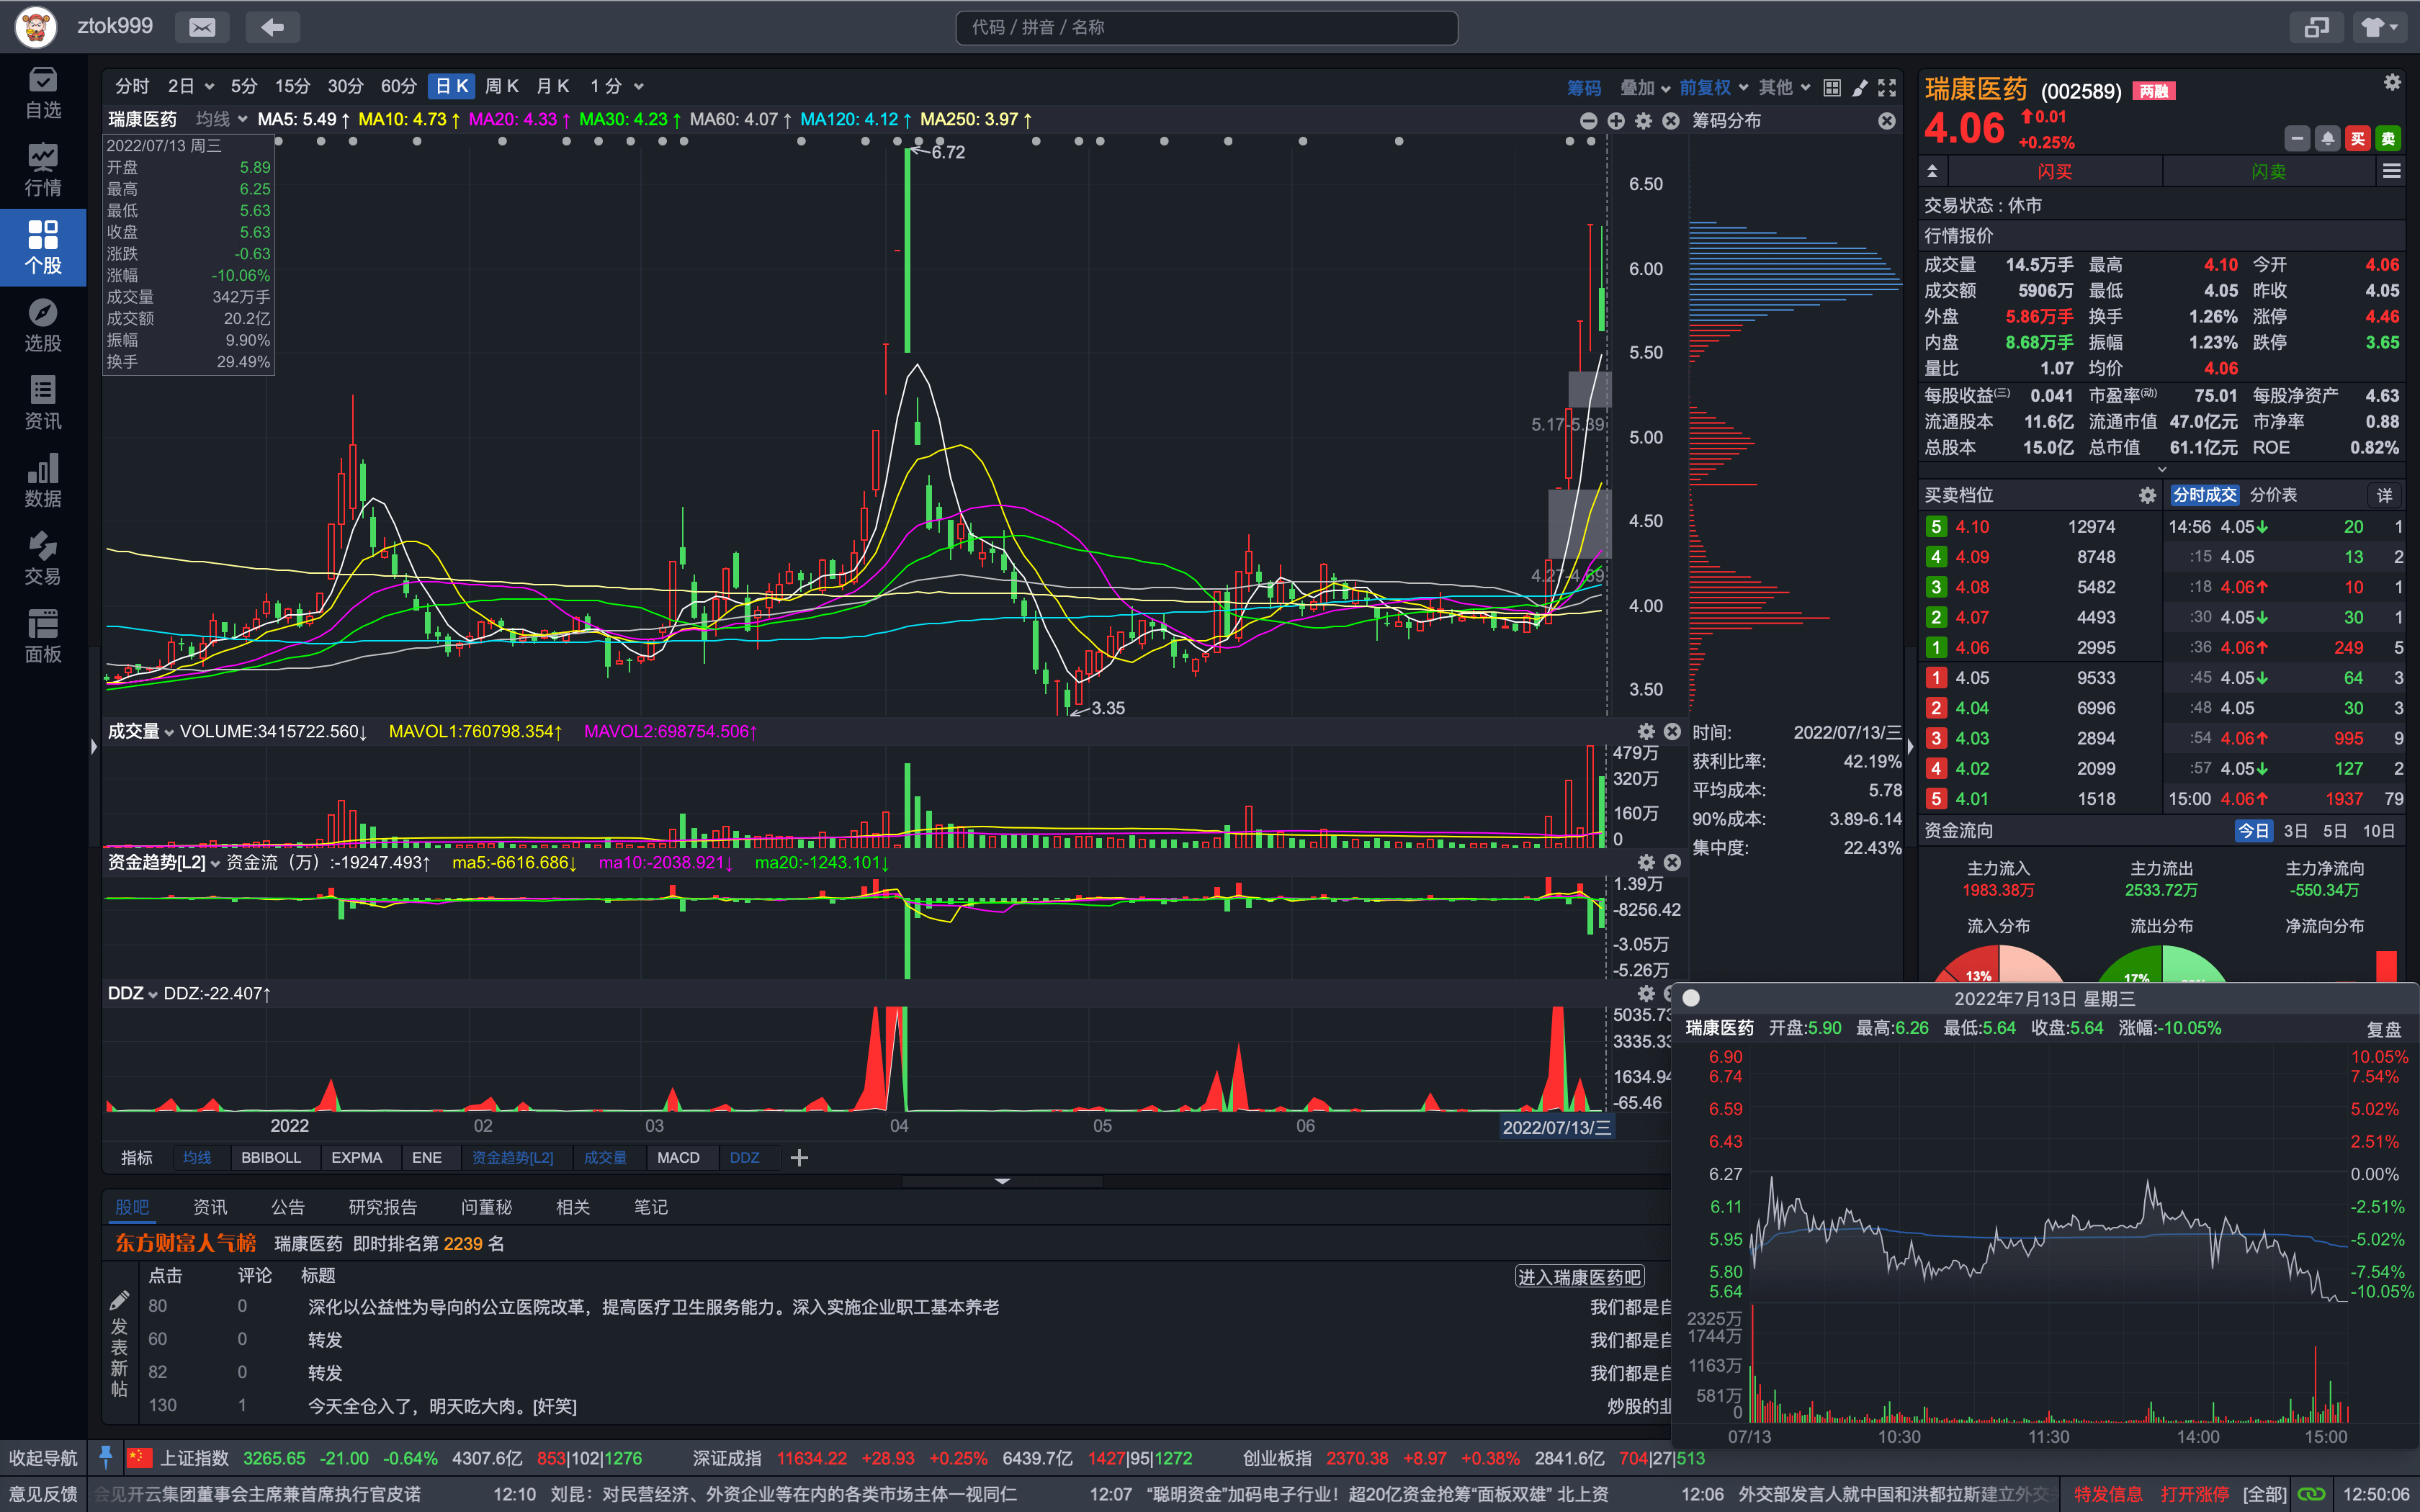 ztok999
代码 / 拼音 / 名称
自选
行情
个股
选股
资讯
数据
交易
面板
分时 2日 5分 15分 30分 60分 日K 周K 月K 1分 筹码 叠加 前复权 其他
瑞康医药 均线 MA5: 5.49↑ MA10: 4.73↑ MA20: 4.33↑ MA30: 4.23↑ MA60: 4.07↑ MA120: 4.12↑ MA250: 3.97↑
筹码分布
2022/07/13 周三
开盘 5.89
最高 6.25
最低 5.63
收盘 5.63
涨跌 -0.63
涨幅 -10.06%
成交量 342万手
成交额 20.2亿
振幅 9.90%
换手 29.49%
6.72
6.50
6.00
5.50
5.17-5.39
5.00
4.50
4.27-4.69
4.00
3.50
3.35
成交量 VOLUME:3415722.560↓ MAVOL1:760798.354↑ MAVOL2:698754.506↑
479万
320万
160万
0
资金趋势[L2] 资金流（万）:-19247.493↑ ma5:-6616.686↓ ma10:-2038.921↓ ma20:-1243.101↓
1.39万
-8256.42
-3.05万
-5.26万
DDZ DDZ:-22.407↑
5035.73
3335.33
1634.94
-65.46
2022 02 03 04 05 06 2022/07/13/三
指标 均线 BBIBOLL EXPMA ENE 资金趋势[L2] 成交量 MACD DDZ
时间: 2022/07/13/三
获利比率: 42.19%
平均成本: 5.78
90%成本: 3.89-6.14
集中度: 22.43%
股吧 资讯 公告 研究报告 问董秘 相关 笔记
东方财富人气榜 瑞康医药 即时排名第 2239 名
点击 评论 标题 进入瑞康医药吧
发表新帖
80 0 深化以公益性为导向的公立医院改革，提高医疗卫生服务能力。深入实施企业职工基本养老 我们都是自
60 0 转发 我们都是自
82 0 转发 我们都是自
130 1 今天全仓入了，明天吃大肉。[奸笑] 炒股的韭
瑞康医药 (002589) 两融
4.06 0.01
+0.25%
买 卖
闪买 闪卖
交易状态 : 休市
行情报价
成交量 14.5万手 最高 4.10 今开 4.06
成交额 5906万 最低 4.05 昨收 4.05
外盘 5.86万手 换手 1.26% 涨停 4.46
内盘 8.68万手 振幅 1.23% 跌停 3.65
量比 1.07 均价 4.06
每股收益(三) 0.041 市盈率(动) 75.01 每股净资产 4.63
流通股本 11.6亿 流通市值 47.0亿元 市净率 0.88
总股本 15.0亿 总市值 61.1亿元 ROE 0.82%
买卖档位 分时成交 分价表 详
5 4.10 12974 14:56 4.05↓ 20 1
4 4.09 8748 :15 4.05 13 2
3 4.08 5482 :18 4.06↑ 10 1
2 4.07 4493 :30 4.05↓ 30 1
1 4.06 2995 :36 4.06↑ 249 5
1 4.05 9533 :45 4.05↓ 64 3
2 4.04 6996 :48 4.05 30 3
3 4.03 2894 :54 4.06↑ 995 9
4 4.02 2099 :57 4.05↓ 127 2
5 4.01 1518 15:00 4.06↑ 1937 79
资金流向 今日 3日 5日 10日
主力流入 主力流出 主力净流向
1983.38万 2533.72万 -550.34万
流入分布 流出分布 净流向分布
13% 17%
2022年7月13日 星期三
瑞康医药 开盘:5.90 最高:6.26 最低:5.64 收盘:5.64 涨幅:-10.05% 复盘
6.90 10.05%
6.74 7.54%
6.59 5.02%
6.43 2.51%
6.27 0.00%
6.11 -2.51%
5.95 -5.02%
5.80 -7.54%
5.64 -10.05%
2325万
1744万
1163万
581万
0
07/13 10:30 11:30 14:00 15:00
收起导航 上证指数 3265.65 -21.00 -0.64% 4307.6亿 853|102|1276 深证成指 11634.22 +28.93 +0.25% 6439.7亿 1427|95|1272 创业板指 2370.38 +8.97 +0.38% 2841.6亿 704|27|513
意见反馈 会见开云集团董事会主席兼首席执行官皮诺 12:10 刘昆：对民营经济、外资企业等在内的各类市场主体一视同仁 12:07 “聪明资金”加码电子行业！超20亿资金抢筹“面板双雄” 北上资 12:06 外交部发言人就中国和洪都拉斯建立外交 特发信息 打开涨停 [全部] 12:50:06